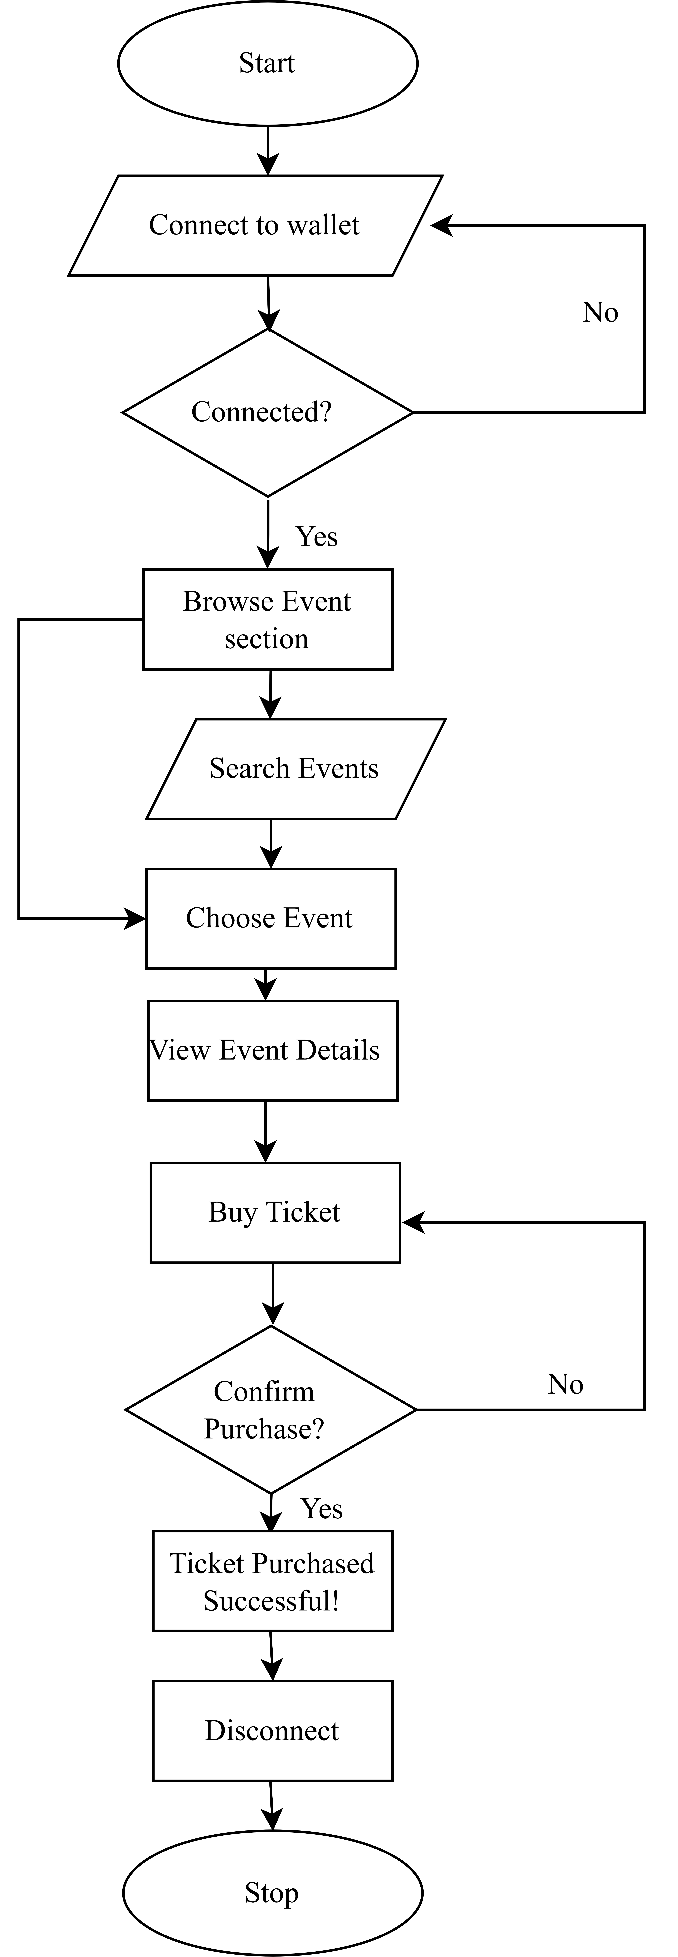 Start
Connect to wallet
No
Connected?
Yes
Browse Event
section
Search Events
Choose Event
View Event Details
Buy Ticket
No
Confirm
Purchase?
Yes
Ticket Purchased
Successful!
Disconnect
Stop